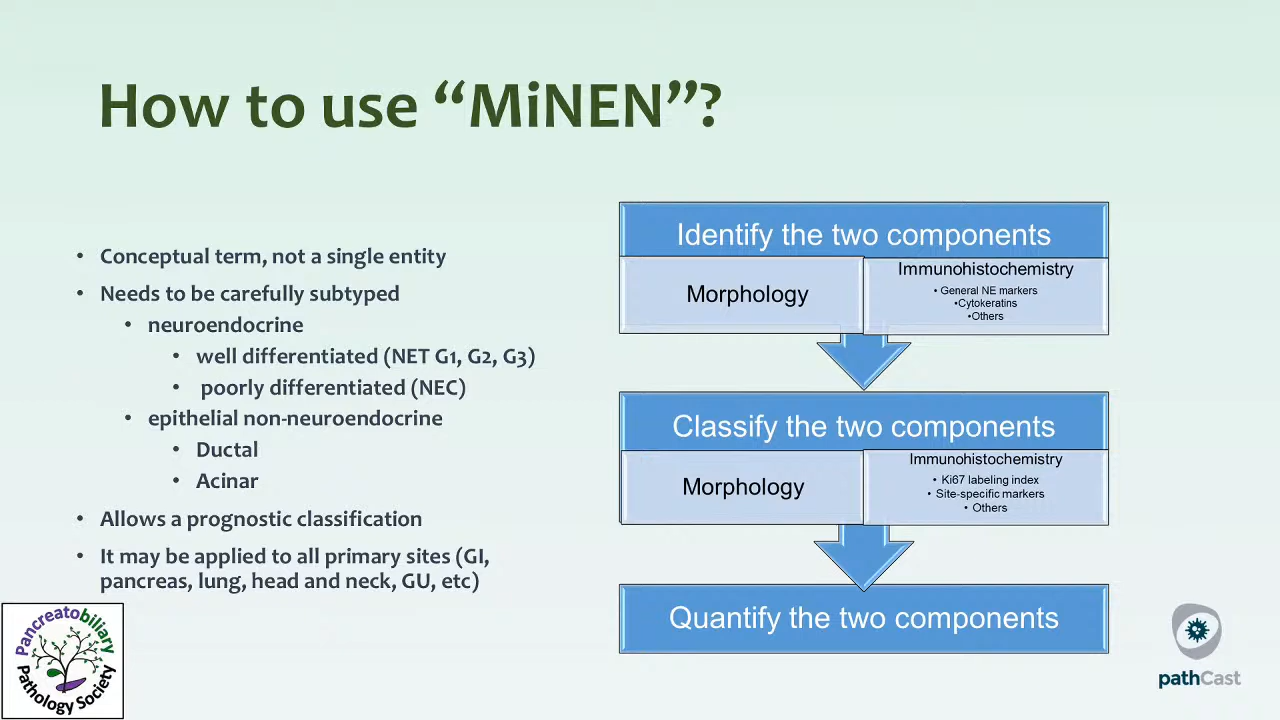 How to use “MiNEN”?
• Conceptual term, not a single entity
• Needs to be carefully subtyped
• neuroendocrine
• well differentiated (NET G1, G2, G3)
• poorly differentiated (NEC)
• epithelial non-neuroendocrine
• Ductal
• Acinar
• Allows a prognostic classification
• It may be applied to all primary sites (GI,
pancreas, lung, head and neck, GU, etc)
Identify the two components
Morphology
Immunohistochemistry
• General NE markers
•Cytokeratins
•Others
Classify the two components
Morphology
Immunohistochemistry
• Ki67 labeling index
• Site-specific markers
• Others
Quantify the two components
Pancreatobiliary
Pathology Society
pathCast